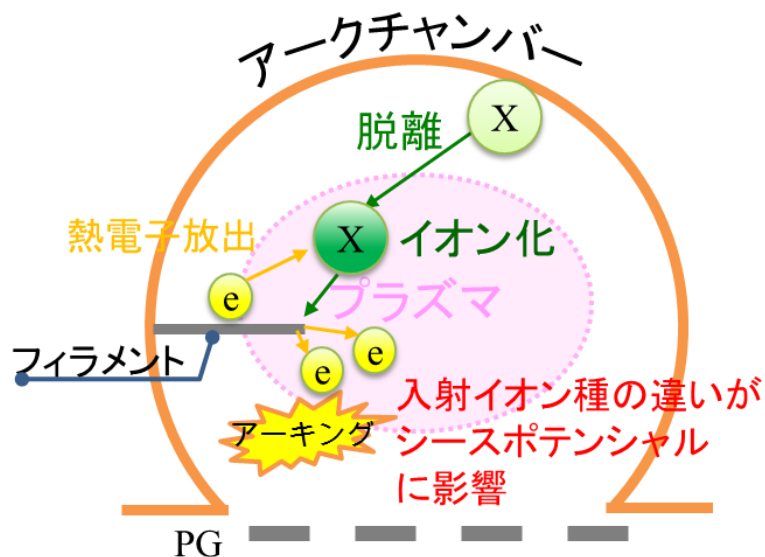 アークチャンバー
X
脱離
X
イオン化
熱電子放出
e
プラズマ
フィラメント
e
e
アーキング
入射イオン種の違いが
シースポテンシャル
に影響
PG